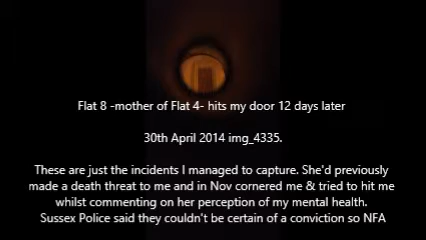 Flat 8 -mother of Flat 4- hits my door 12 days later
30th April 2014 img_4335.
These are just the incidents I managed to capture. She'd previously
made a death threat to me and in Nov cornered me & tried to hit me
whilst commenting on her perception of my mental health.
Sussex Police said they couldn't be certain of a conviction so NFA